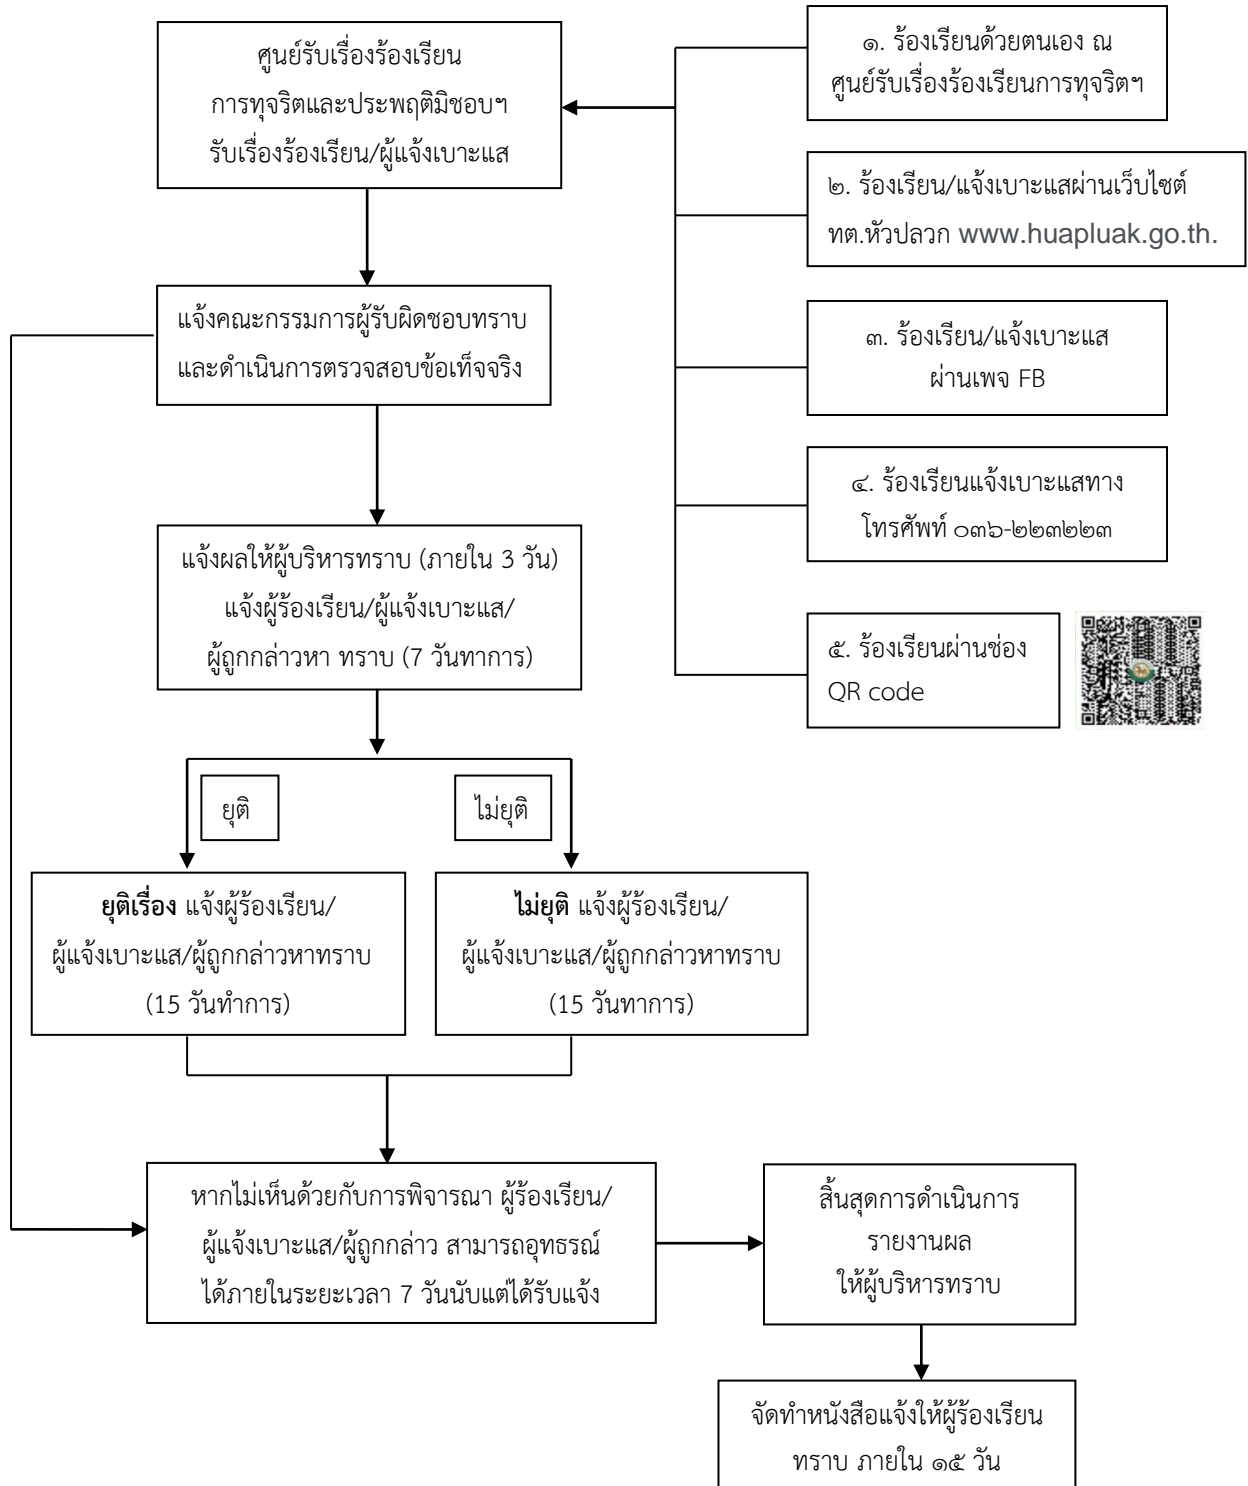 ศูนย์รับเรื่องร้องเรียน
การทุจริตและประพฤติมิชอบฯ
รับเรื่องร้องเรียน/ผู้แจ้งเบาะแส
๑. ร้องเรียนด้วยตนเอง ณ
ศูนย์รับเรื่องร้องเรียนการทุจริตฯ
๒. ร้องเรียน/แจ้งเบาะแสผ่านเว็บไซต์
ทต.หัวปลวก www.huapluak.go.th.
๓. ร้องเรียน/แจ้งเบาะแส
ผ่านเพจ FB
๔. ร้องเรียนแจ้งเบาะแสทาง
โทรศัพท์ ๐๓๖-๒๒๓๒๒๓
๕. ร้องเรียนผ่านช่อง
QR code
แจ้งคณะกรรมการผู้รับผิดชอบทราบ
และดำเนินการตรวจสอบข้อเท็จจริง
แจ้งผลให้ผู้บริหารทราบ (ภายใน 3 วัน)
แจ้งผู้ร้องเรียน/ผู้แจ้งเบาะแส/
ผู้ถูกกล่าวหา ทราบ (7 วันทาการ)
ยุติ
ไม่ยุติ
ยุติเรื่อง แจ้งผู้ร้องเรียน/
ผู้แจ้งเบาะแส/ผู้ถูกกล่าวหาทราบ
(15 วันทำการ)
ไม่ยุติ แจ้งผู้ร้องเรียน/
ผู้แจ้งเบาะแส/ผู้ถูกกล่าวหาทราบ
(15 วันทาการ)
หากไม่เห็นด้วยกับการพิจารณา ผู้ร้องเรียน/
ผู้แจ้งเบาะแส/ผู้ถูกกล่าว สามารถอุทธรณ์
ได้ภายในระยะเวลา 7 วันนับแต่ได้รับแจ้ง
สิ้นสุดการดำเนินการ
รายงานผล
ให้ผู้บริหารทราบ
จัดทำหนังสือแจ้งให้ผู้ร้องเรียน
ทราบ ภายใน ๑๕ วัน